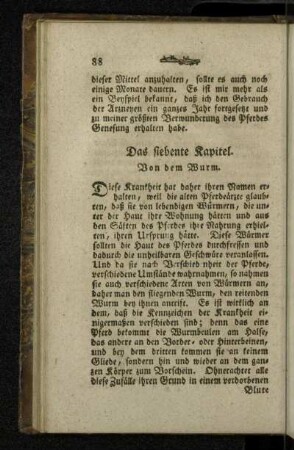 88
dieser Mittel anzuhalten, sollte es auch noch
einige Monate dauern. Es ist mir mehr als
ein Beyspiel bekannt, daß ich den Gebrauch
der Arzneyen ein ganzes Jahr fortgesetzt und
zu meiner größten Verwunderung des Pferdes
Genesung erhalten habe.
Das siebente Kapitel.
Von dem Wurm.
Diese Krankheit hat daher ihren Nomen er-
halten, weil die alten Pferdeärzte glaub-
ten, daß sie von lebendigen Würmern, die un-
ter der Haut ihre Wohnung hätten und aus
den Säften des Pferdes ihre Nahrung erhiel-
ten, ihren Ursprung hätte. Diese Würmer
sollten die Haut des Pferdes durchfressen und
dadurch die unheilbaren Geschwüre veranlassen.
Und da sie nach Verschiedenheit der Pferde,
verschiedene Umstände wahrnahmen, so nahmen
sie auch verschiedene Arten von Würmern an,
daher man den fliegenden Wurm, den reitenden
Wurm bey ihnen antrift. Es ist wirklich an
dem, daß die Kennzeichen der Krankheit ei-
nigermaßen verschieden sind; denn das eine
Pferd bekommt die Wurmbeulen am Halse,
das andere an den Vorder- oder Hinterbeinen,
und bey dem dritten kommen sie an keinem
Gliede, sondern hin und wieder an dem gan-
zen Körper zum Vorschein. Ohnerachtet alle
diese Zufälle ihren Grund in einem verdorbenen
Blute